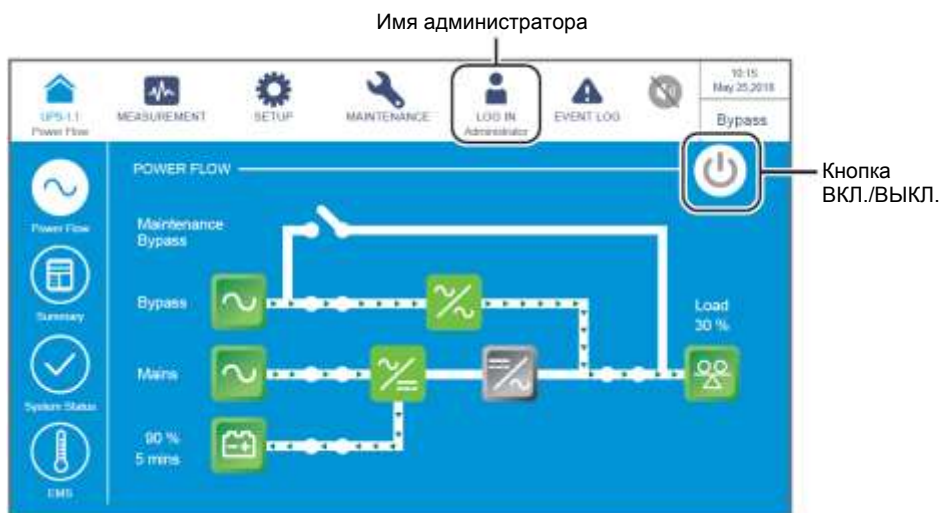 Имя администратора
10:15
May 25,2018
UPS-1.1
Power Flow
MEASUREMENT
SETUP
MAINTENANCE
LOG IN
Administrator
EVENT LOG
Bypass
POWER FLOW
Кнопка
ВКЛ./ВЫКЛ.
Power Flow
Maintenance
Bypass
Summary
Bypass
Load
30 %
System Status
Mains
90 %
5 mins
EMS